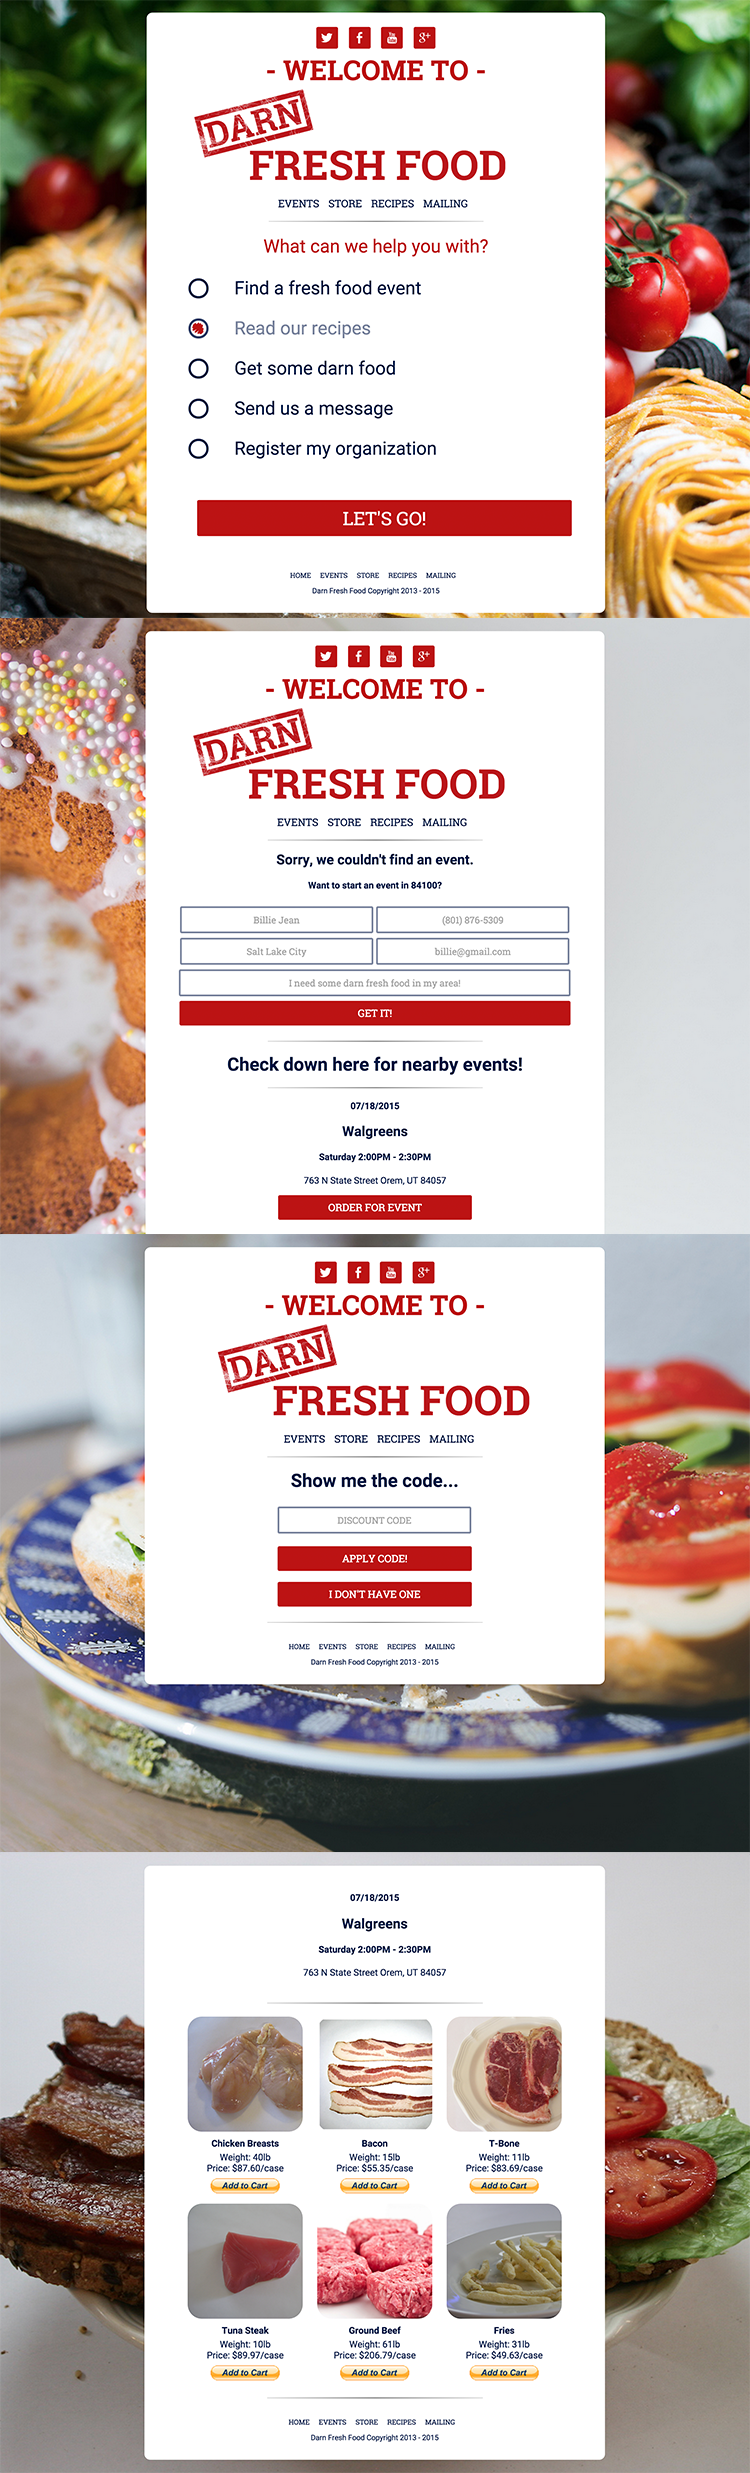 - WELCOME TO -
DARN
FRESH FOOD
EVENTS STORE RECIPES MAILING
What can we help you with?
Find a fresh food event
Read our recipes
Get some darn food
Send us a message
Register my organization
LET'S GO!
HOME EVENTS STORE RECIPES MAILING
Darn Fresh Food Copyright 2013 - 2015
- WELCOME TO -
DARN
FRESH FOOD
EVENTS STORE RECIPES MAILING
Sorry, we couldn't find an event.
Want to start an event in 84100?
Billie Jean (801) 876-5309
Salt Lake City billie@gmail.com
I need some darn fresh food in my area!
GET IT!
Check down here for nearby events!
07/18/2015
Walgreens
Saturday 2:00PM - 2:30PM
763 N State Street Orem, UT 84057
ORDER FOR EVENT
- WELCOME TO -
DARN
FRESH FOOD
EVENTS STORE RECIPES MAILING
Show me the code...
DISCOUNT CODE
APPLY CODE!
I DON'T HAVE ONE
HOME EVENTS STORE RECIPES MAILING
Darn Fresh Food Copyright 2013 - 2015
07/18/2015
Walgreens
Saturday 2:00PM - 2:30PM
763 N State Street Orem, UT 84057
Chicken Breasts Bacon T-Bone
Weight: 40lb Weight: 15lb Weight: 11lb
Price: $87.60/case Price: $55.35/case Price: $83.69/case
Add to Cart Add to Cart Add to Cart
Tuna Steak Ground Beef Fries
Weight: 10lb Weight: 61lb Weight: 31lb
Price: $89.97/case Price: $206.79/case Price: $49.63/case
Add to Cart Add to Cart Add to Cart
HOME EVENTS STORE RECIPES MAILING
Darn Fresh Food Copyright 2013 - 2015